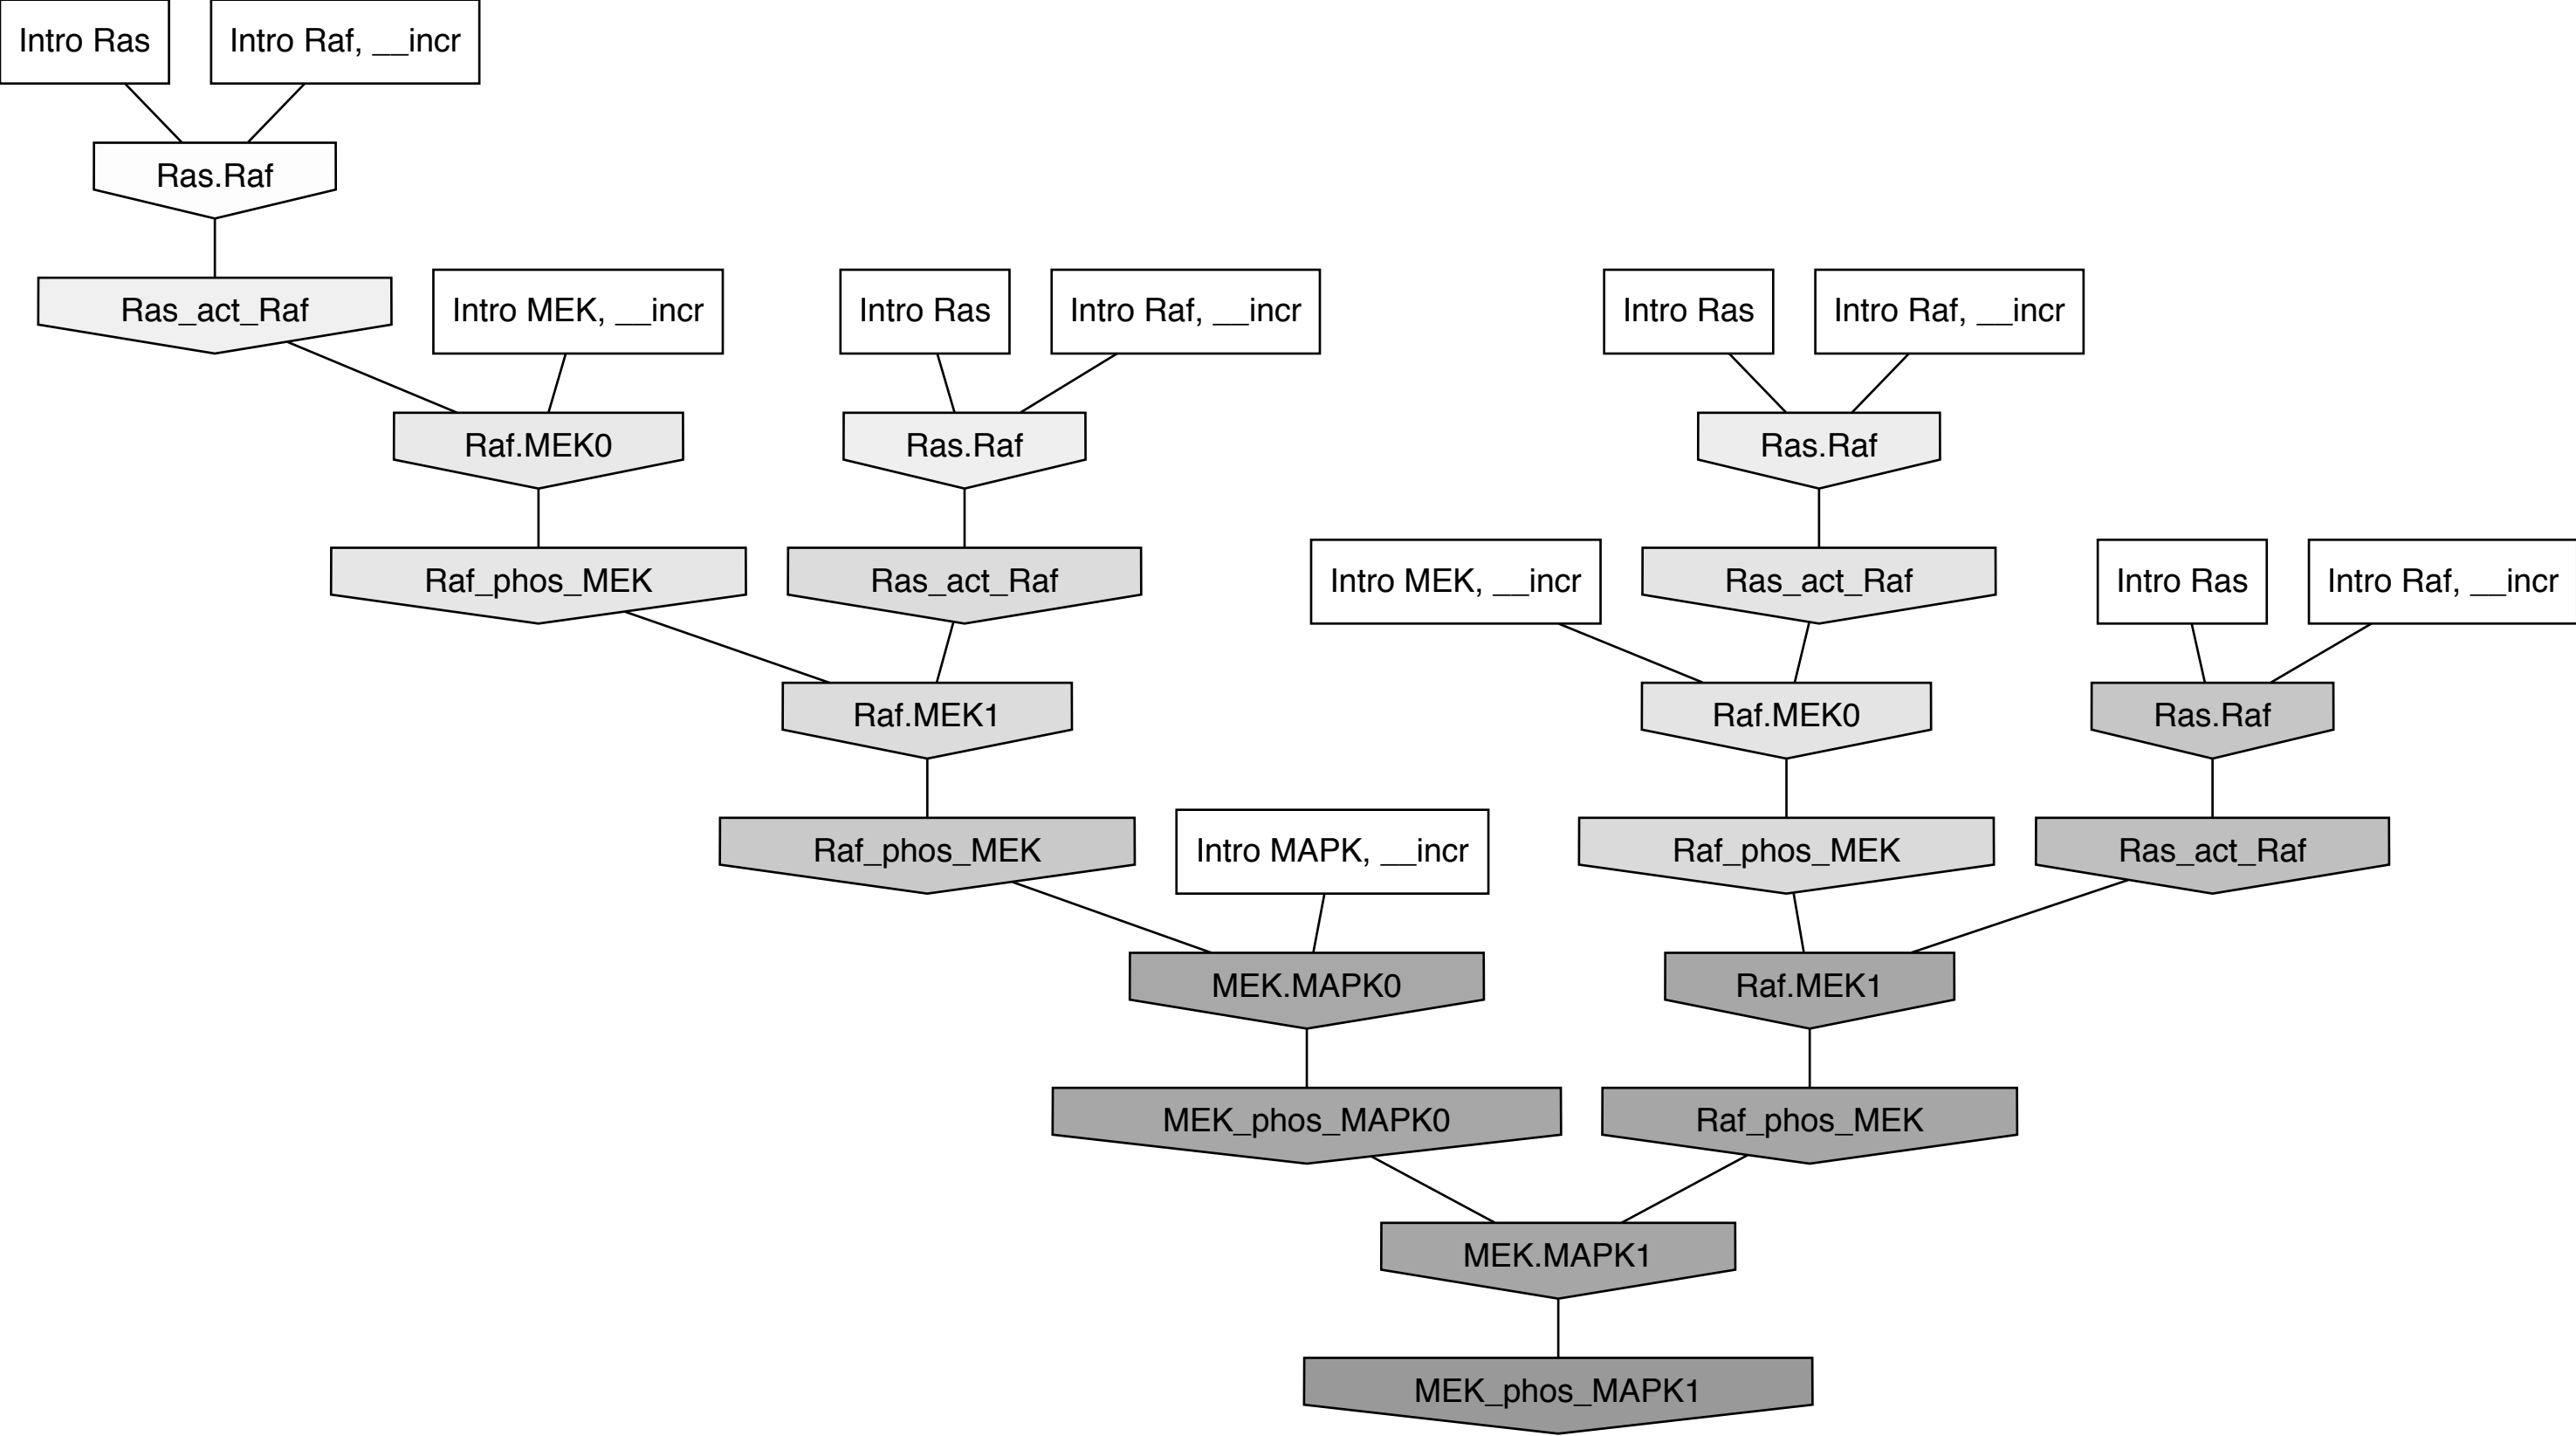 Intro Ras
Intro Raf, __incr
Ras.Raf
Ras_act_Raf
Intro MEK, __incr
Intro Ras
Intro Raf, __incr
Intro Ras
Intro Raf, __incr
Raf.MEK0
Ras.Raf
Ras.Raf
Raf_phos_MEK
Ras_act_Raf
Intro MEK, __incr
Ras_act_Raf
Intro Ras
Intro Raf, __incr
Raf.MEK1
Raf.MEK0
Ras.Raf
Raf_phos_MEK
Intro MAPK, __incr
Raf_phos_MEK
Ras_act_Raf
MEK.MAPK0
Raf.MEK1
MEK_phos_MAPK0
Raf_phos_MEK
MEK.MAPK1
MEK_phos_MAPK1